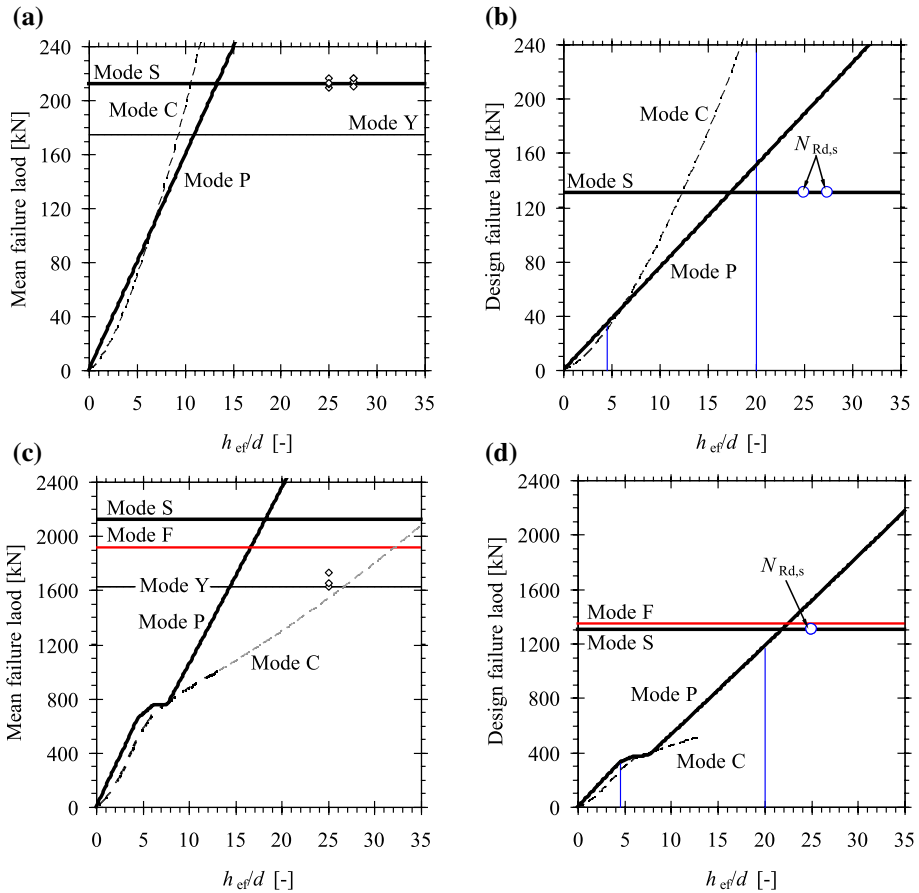 (a)
240
200
160
120
80
40
0
Mean failure laod [kN]
Mode S
Mode C
Mode Y
Mode P
0 5 10 15 20 25 30 35
h ef/d [-]
(b)
240
200
160
120
80
40
0
Design failure laod [kN]
Mode C
N Rd,s
Mode S
Mode P
0 5 10 15 20 25 30 35
h ef/d [-]
(c)
2400
2000
1600
1200
800
400
0
Mean failure laod [kN]
Mode S
Mode F
Mode Y
Mode P
Mode C
0 5 10 15 20 25 30 35
h ef/d [-]
(d)
2400
2000
1600
1200
800
400
0
Design failure laod [kN]
N Rd,s
Mode F
Mode S
Mode P
Mode C
0 5 10 15 20 25 30 35
h ef/d [-]